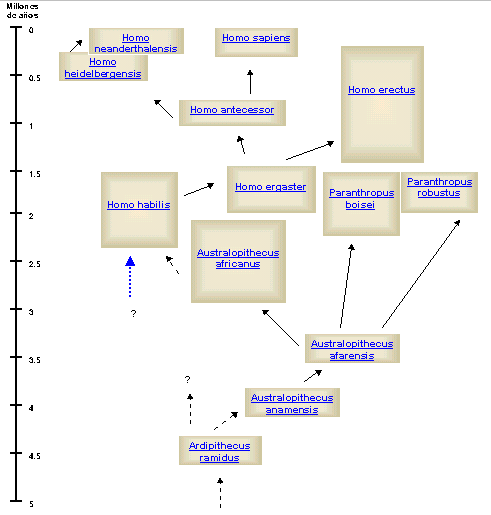 Millones
de años
0
0.5
1
1.5
2
2.5
3
3.5
4
4.5
5
Homo
neanderthalensis
Homo
heidelbergensis
Homo sapiens
Homo erectus
Homo antecessor
Homo ergaster
Homo habilis
Paranthropus
boisei
Paranthropus
robustus
Australopithecus
africanus
?
Australopithecus
afarensis
?
Australopithecus
anamensis
Ardipithecus
ramidus